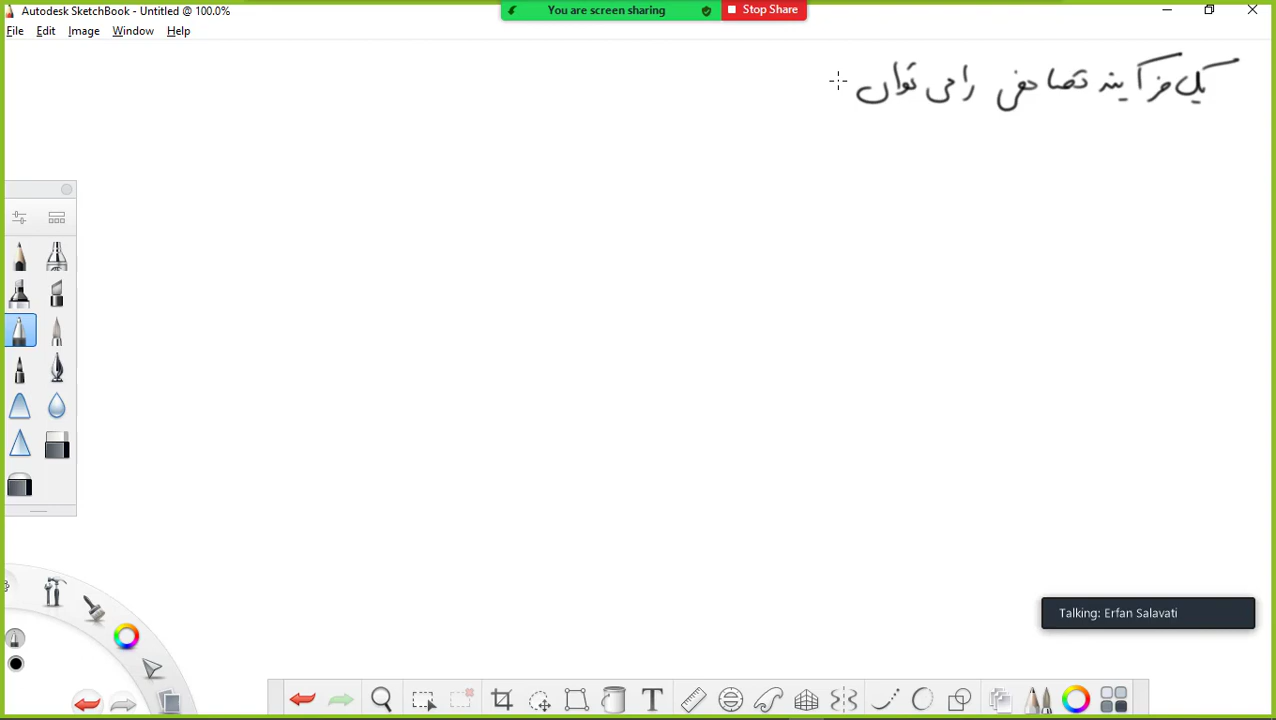 Autodesk SketchBook - Untitled @ 100.0%
You are screen sharing
Stop Share
File Edit Image Window Help
یک فرآیند تصادفی را می توان
T
Talking: Erfan Salavati